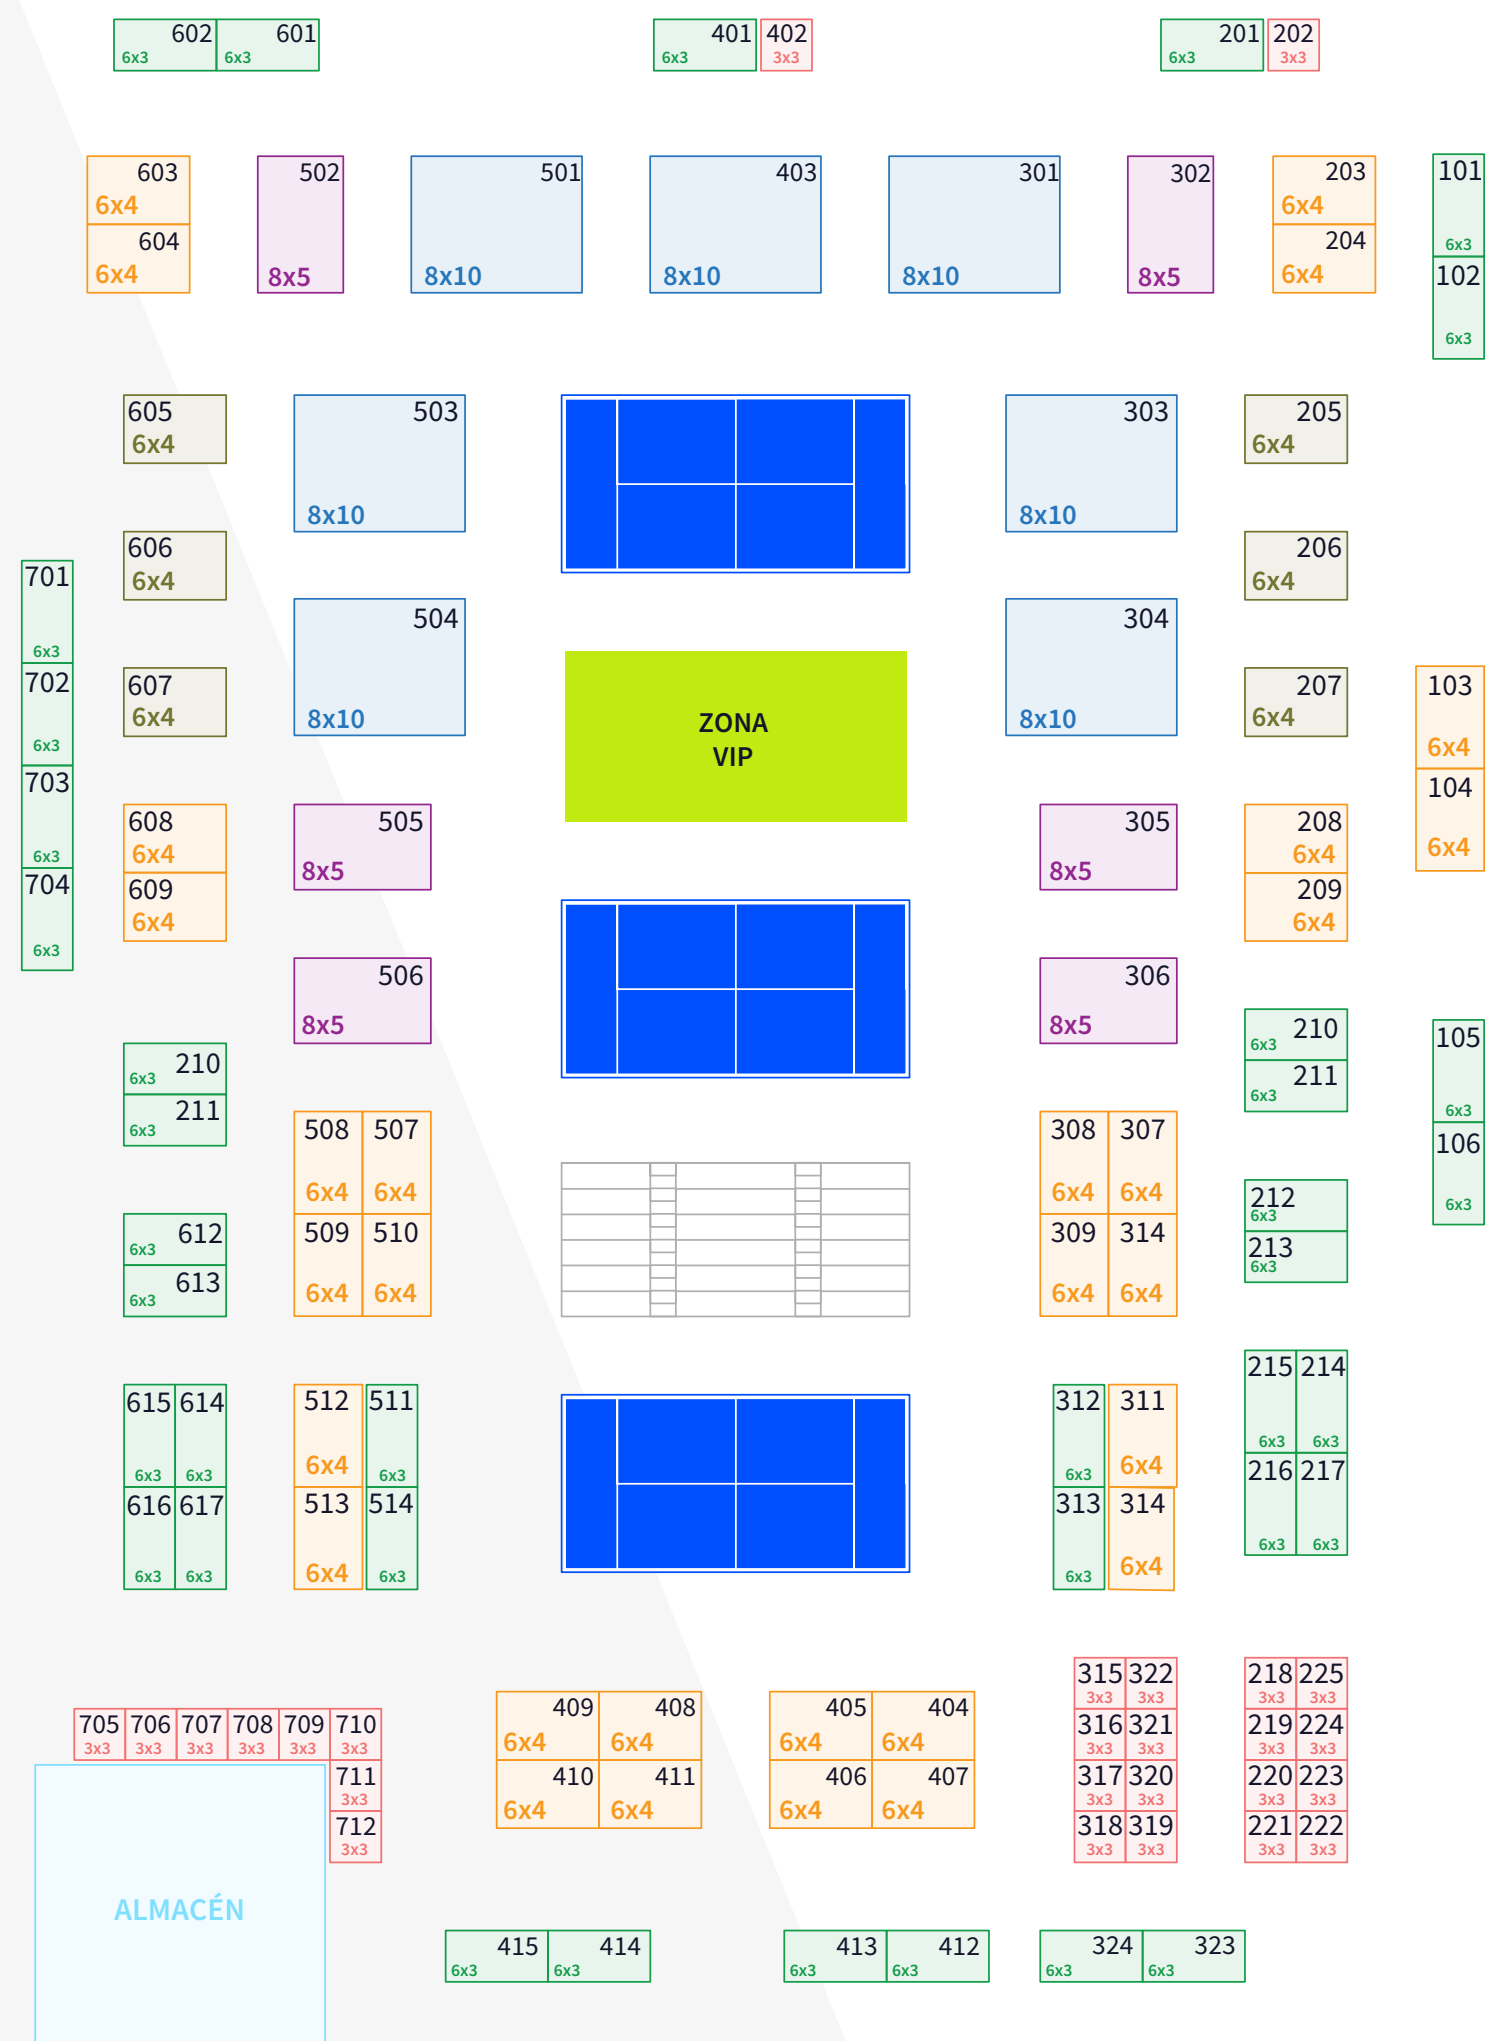 602 601 401 402 201 202
6x3 6x3 6x3 3x3 6x3 3x3
603 502 501 403 301 302 203 101
6x4 6x4
604 204
6x4 8x5 8x10 8x10 8x10 8x5 6x4 6x3
102
6x3
605 503 303 205
6x4 6x4
8x10 8x10
606 206
6x4 6x4
701
504 304
6x3
702 607 207 103
6x4 6x4
8x10 ZONA 8x10
6x3 VIP 6x4
703 104
608 505 305 208
6x3 6x4 6x4 6x4
704 8x5 8x5
609 209
6x4 6x4
6x3
506 306
8x5 8x5
210 210 105
6x3 6x3
211 211
6x3 6x3 6x3
508 507 308 307 106
6x4 6x4 6x4 6x4
212 6x3
6x3
612 509 510 309 314
6x3 213
6x3
613
6x3 6x4 6x4 6x4 6x4
215 214
615 614 512 511 312 311
6x3 6x3
6x3 6x3 6x4 6x3 6x3 6x4
216 217
616 617 513 514 313 314
6x3 6x3
6x3 6x3 6x4 6x3 6x3 6x4
315 322 218 225
3x3 3x3 3x3 3x3
409 408 405 404
705 706 707 708 709 710 316 321 219 224
3x3 3x3 3x3 3x3 3x3 3x3 6x4 6x4 6x4 6x4 3x3 3x3 3x3 3x3
711 410 411 406 407 317 320 220 223
3x3 3x3 3x3 3x3 3x3
6x4 6x4 6x4 6x4
712 318 319 221 222
3x3 3x3 3x3 3x3 3x3
ALMACÉN
415 414 413 412 324 323
6x3 6x3 6x3 6x3 6x3 6x3